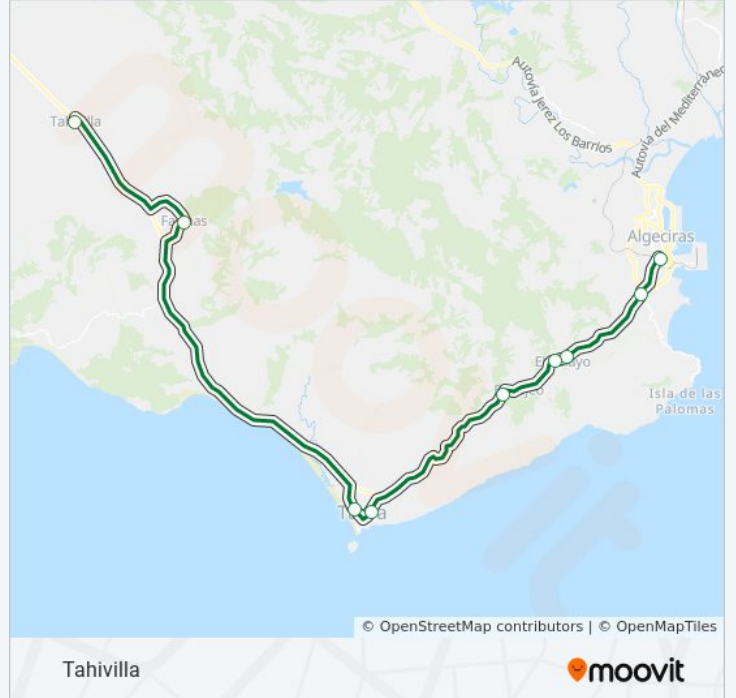 Autovía Jerez Los Barrios
Autovía del Mediterráneo
Algeciras
Isla de las
Palomas
© OpenStreetMap contributors | © OpenMapTiles
Tahivilla
moovit